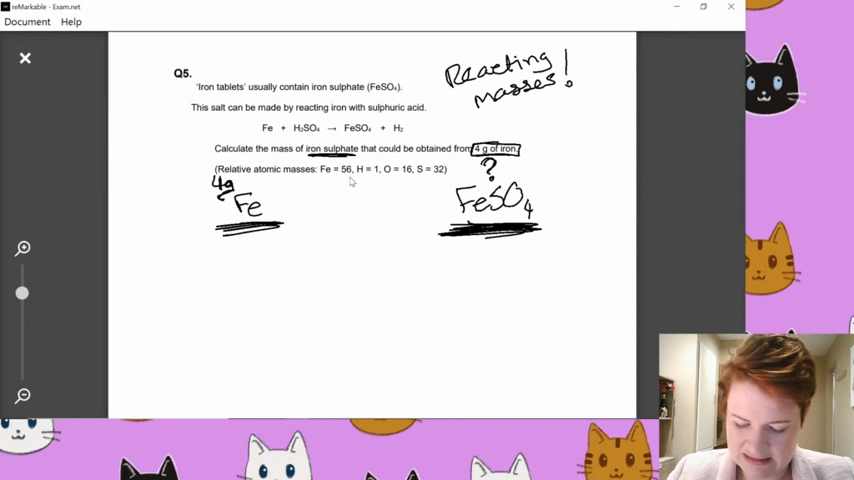 reMarkable - Exam.net
Document Help
Q5.
'Iron tablets' usually contain iron sulphate (FeSO₄).
This salt can be made by reacting iron with sulphuric acid.
Fe + H₂SO₄ → FeSO₄ + H₂
Calculate the mass of iron sulphate that could be obtained from 4 g of iron.
(Relative atomic masses: Fe = 56, H = 1, O = 16, S = 32)
Reacting
masses!
4g
Fe
?
FeSO₄